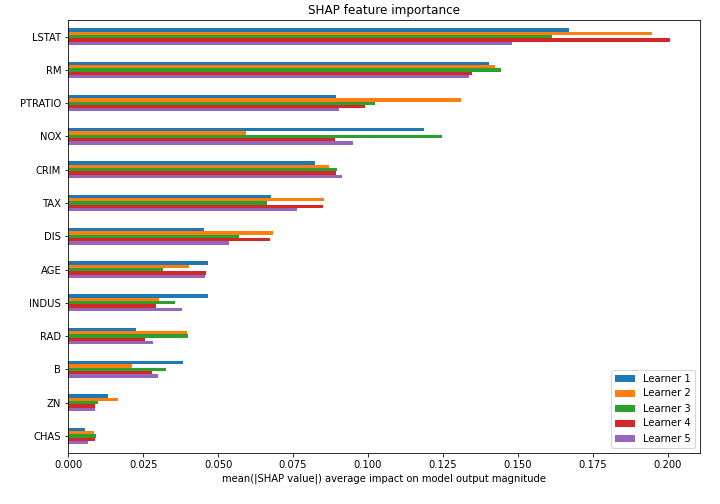 SHAP feature importance
LSTAT
RM
PTRATIO
NOX
CRIM
TAX
DIS
AGE
INDUS
RAD
B
ZN
CHAS
Learner 1
Learner 2
Learner 3
Learner 4
Learner 5
0.000 0.025 0.050 0.075 0.100 0.125 0.150 0.175 0.200
mean(|SHAP value|) average impact on model output magnitude